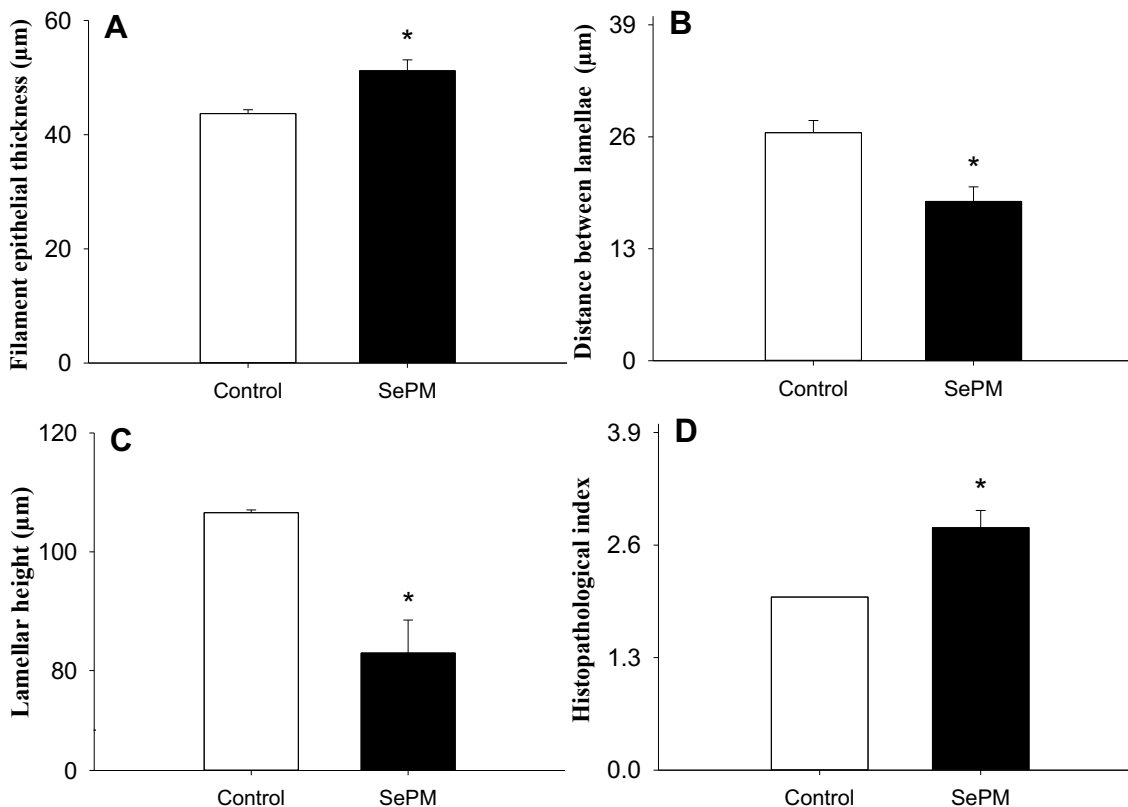 A
Filament epithelial thickness (µm)
60
40
20
0
*
Control
SePM
B
Distance between lamellae (µm)
39
26
13
0
*
Control
SePM
C
Lamellar height (µm)
120
100
80
0
*
Control
SePM
D
Histopathological index
3.9
2.6
1.3
0.0
*
Control
SePM